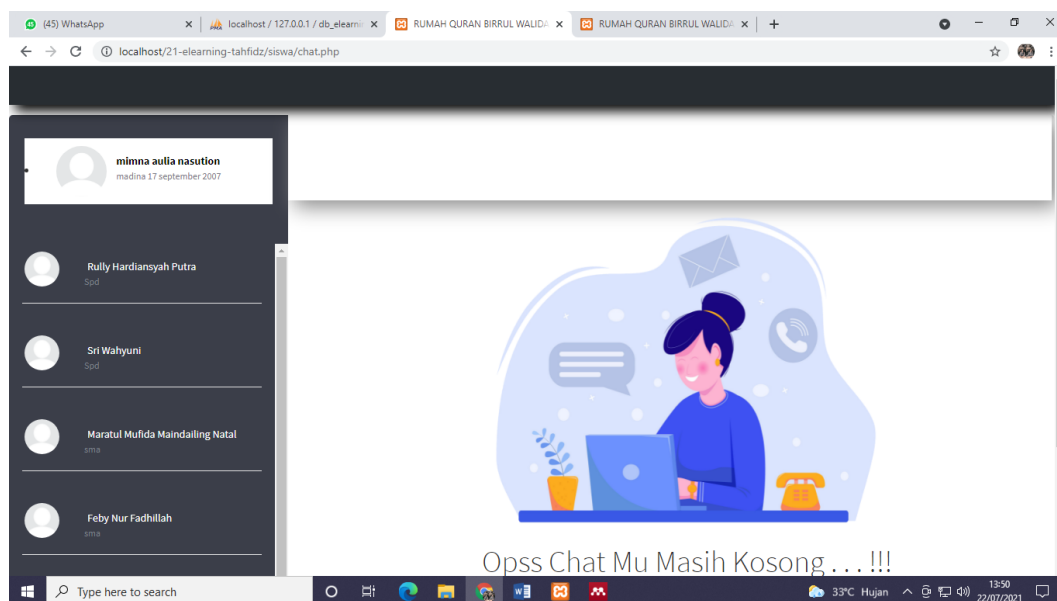 (45) WhatsApp
localhost / 127.0.0.1 / db_elearnin
RUMAH QURAN BIRRUL WALIDA
RUMAH QURAN BIRRUL WALIDA
localhost/21-elearning-tahfidz/siswa/chat.php
mimna aulia nasution
madina 17 september 2007
Rully Hardiansyah Putra
Spd
Sri Wahyuni
Spd
Maratul Mufida Maindailing Natal
sma
Feby Nur Fadhillah
sma
Opss Chat Mu Masih Kosong . . . !!!
Type here to search
33°C Hujan
13:50
22/07/2021